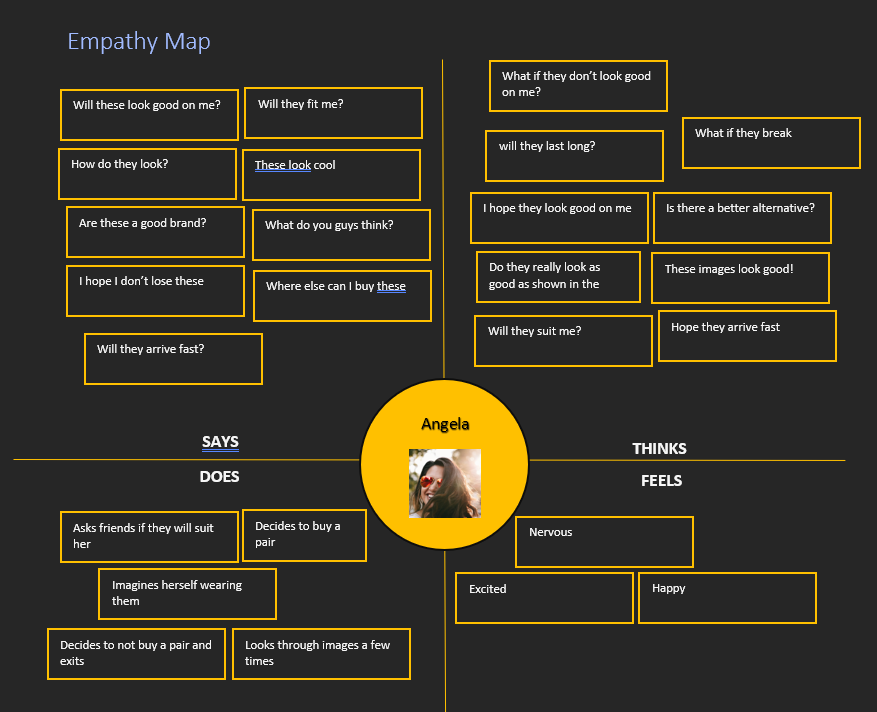 Empathy Map
Will these look good on me?
Will they fit me?
How do they look?
These look cool
Are these a good brand?
What do you guys think?
I hope I don't lose these
Where else can I buy these
Will they arrive fast?
What if they don't look good
on me?
will they last long?
What if they break
I hope they look good on me
Is there a better alternative?
Do they really look as
good as shown in the
These images look good!
Will they suit me?
Hope they arrive fast
Angela
SAYS
THINKS
DOES
FEELS
Asks friends if they will suit
her
Decides to buy a
pair
Imagines herself wearing
them
Decides to not buy a pair and
exits
Looks through images a few
times
Nervous
Excited
Happy